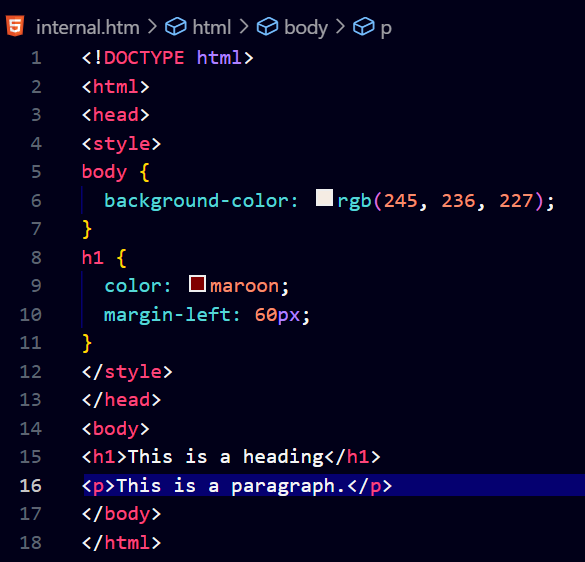 internal.htm > html > body > p
1 <!DOCTYPE html>
2 <html>
3 <head>
4 <style>
5 body {
6   background-color: rgb(245, 236, 227);
7 }
8 h1 {
9   color: maroon;
10   margin-left: 60px;
11 }
12 </style>
13 </head>
14 <body>
15 <h1>This is a heading</h1>
16 <p>This is a paragraph.</p>
17 </body>
18 </html>